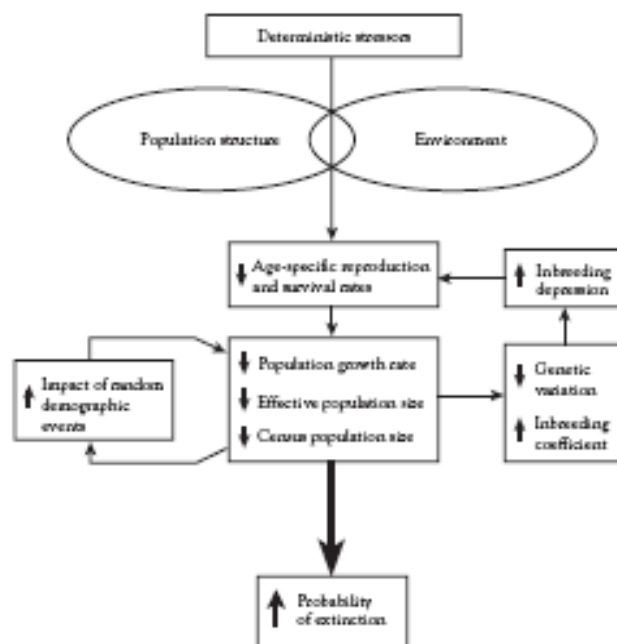 Deterministic stressors
Population structure
Environment
Age-specific reproduction
and survival rates
Inbreeding
depression
Impact of random
demographic
events
Population growth rate
Effective population size
Census population size
Genetic
variation
Inbreeding
coefficient
Probability
of extinction